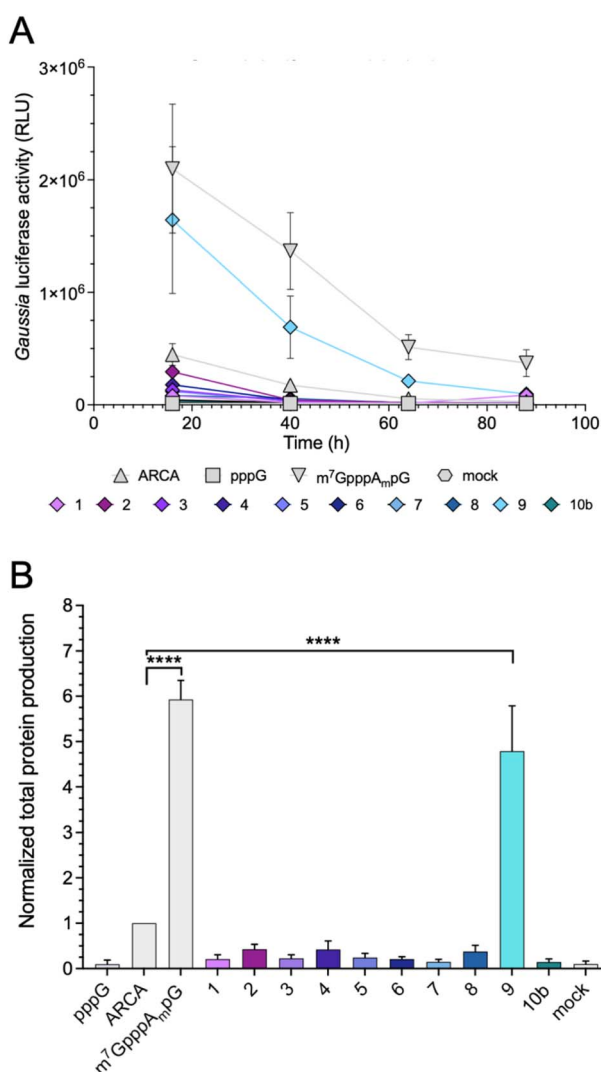 A
3×10⁶
2×10⁶
1×10⁶
0
Gaussia luciferase activity (RLU)
0 20 40 60 80 100
Time (h)
ARCA pppG m⁷GpppAₘpG mock
1 2 3 4 5 6 7 8 9 10b
B
8
7
6
5
4
3
2
1
0
Normalized total protein production
****
****
pppG ARCA m⁷GpppAₘpG 1 2 3 4 5 6 7 8 9 10b mock